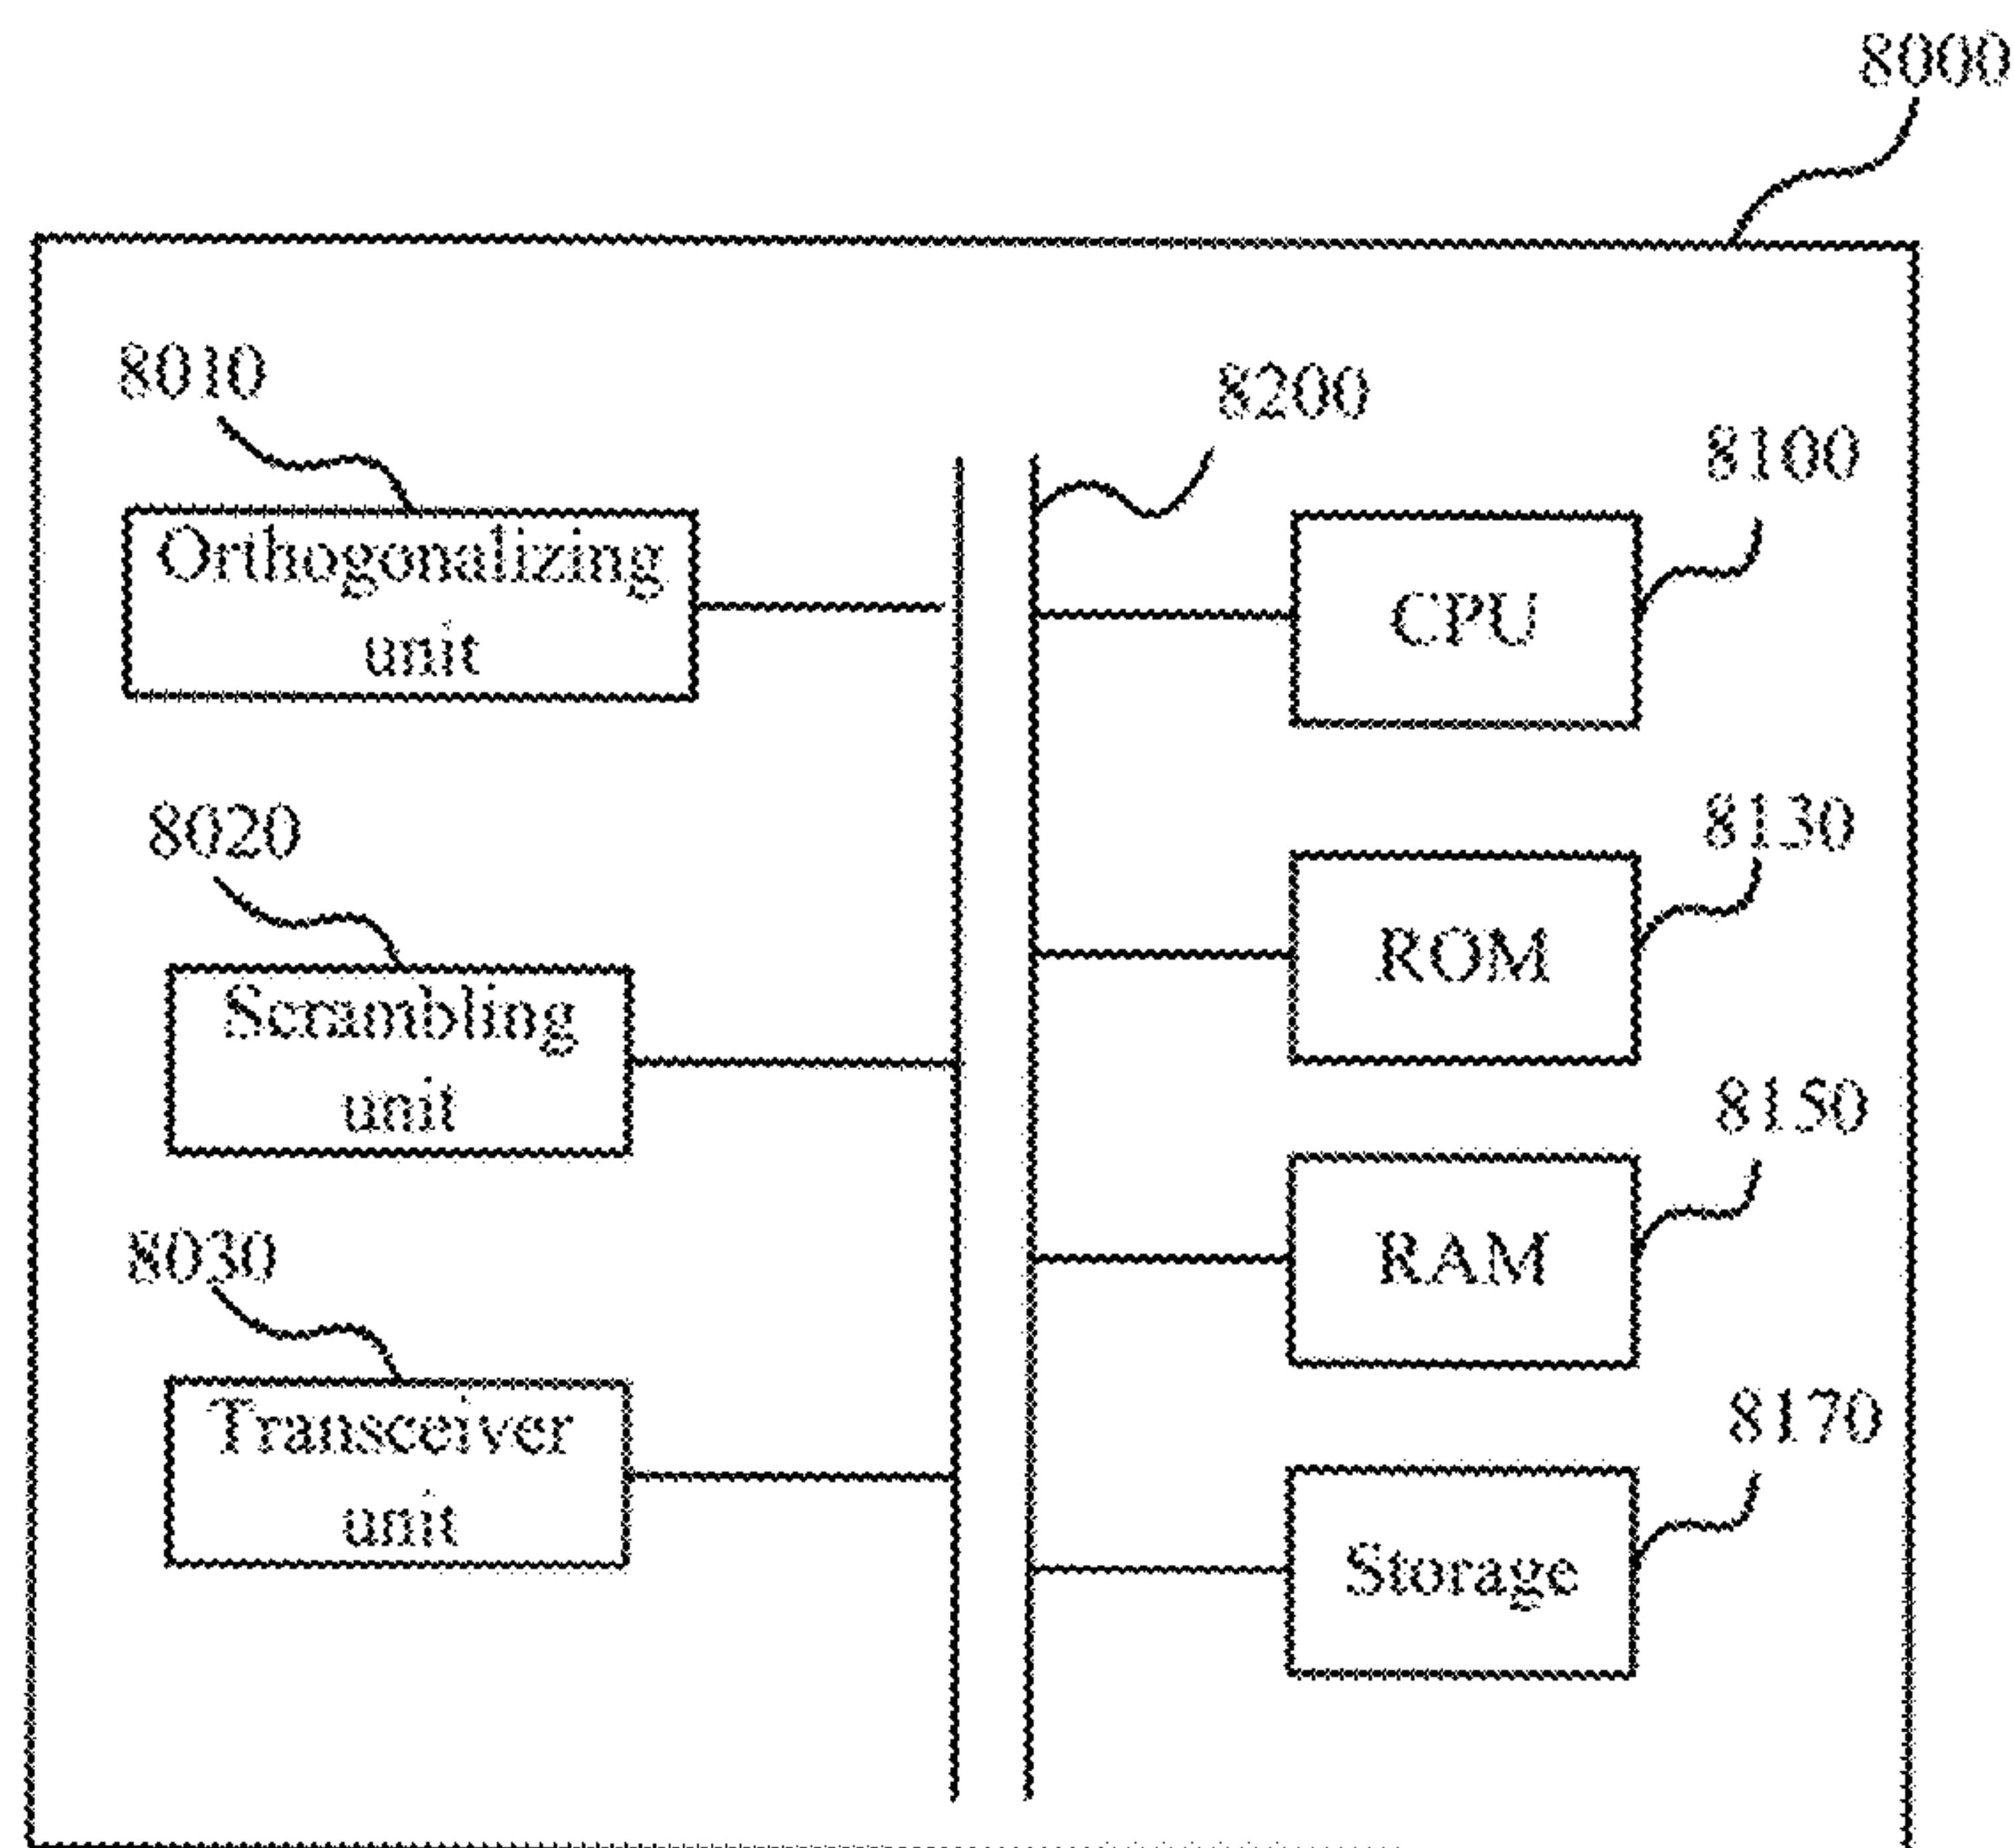 8000
8010
8200
8100
Orthogonalizing
unit
CPU
8020
8130
Scrambling
unit
ROM
8150
8030
RAM
Transceiver
unit
8170
Storage